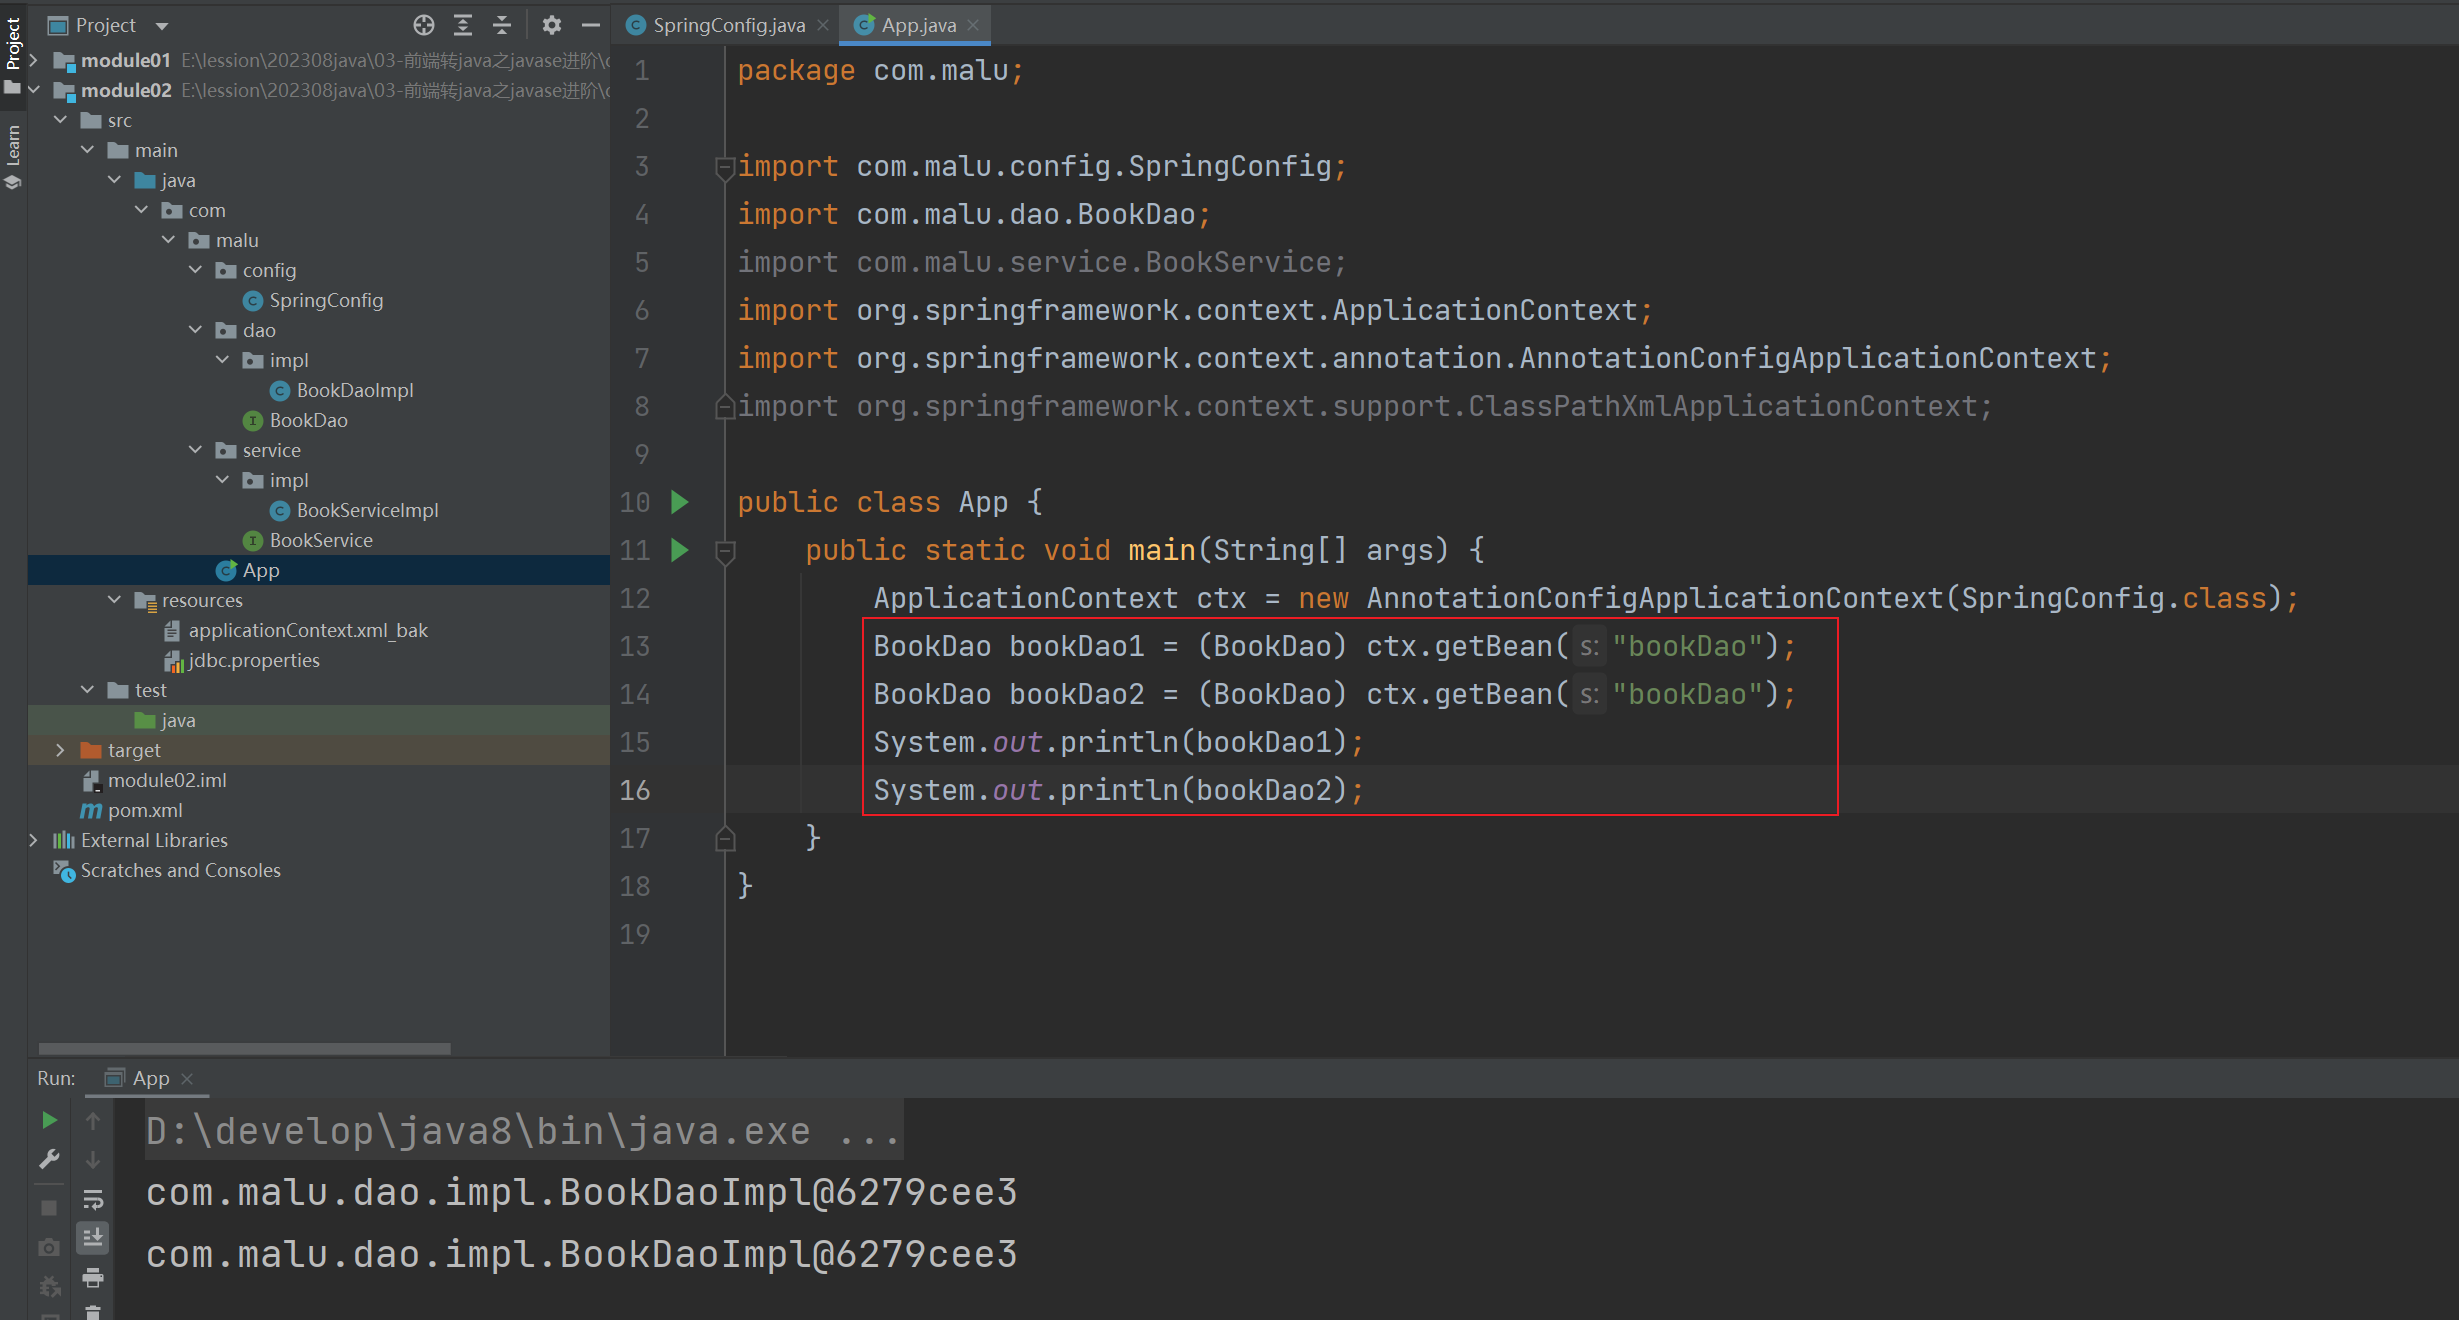 Project
Learn
Project
module01 E:\lession\202308java\03-前端转java之javase进阶\
module02 E:\lession\202308java\03-前端转java之javase进阶\
src
main
java
com
malu
config
SpringConfig
dao
impl
BookDaoImpl
BookDao
service
impl
BookServiceImpl
BookService
App
resources
applicationContext.xml_bak
jdbc.properties
test
java
target
module02.iml
pom.xml
External Libraries
Scratches and Consoles
SpringConfig.java App.java
1 package com.malu;
2
3 import com.malu.config.SpringConfig;
4 import com.malu.dao.BookDao;
5 import com.malu.service.BookService;
6 import org.springframework.context.ApplicationContext;
7 import org.springframework.context.annotation.AnnotationConfigApplicationContext;
8 import org.springframework.context.support.ClassPathXmlApplicationContext;
9
10 public class App {
11 public static void main(String[] args) {
12 ApplicationContext ctx = new AnnotationConfigApplicationContext(SpringConfig.class);
13 BookDao bookDao1 = (BookDao) ctx.getBean( s: "bookDao");
14 BookDao bookDao2 = (BookDao) ctx.getBean( s: "bookDao");
15 System.out.println(bookDao1);
16 System.out.println(bookDao2);
17 }
18 }
19
Run: App
D:\develop\java8\bin\java.exe ...
com.malu.dao.impl.BookDaoImpl@6279cee3
com.malu.dao.impl.BookDaoImpl@6279cee3